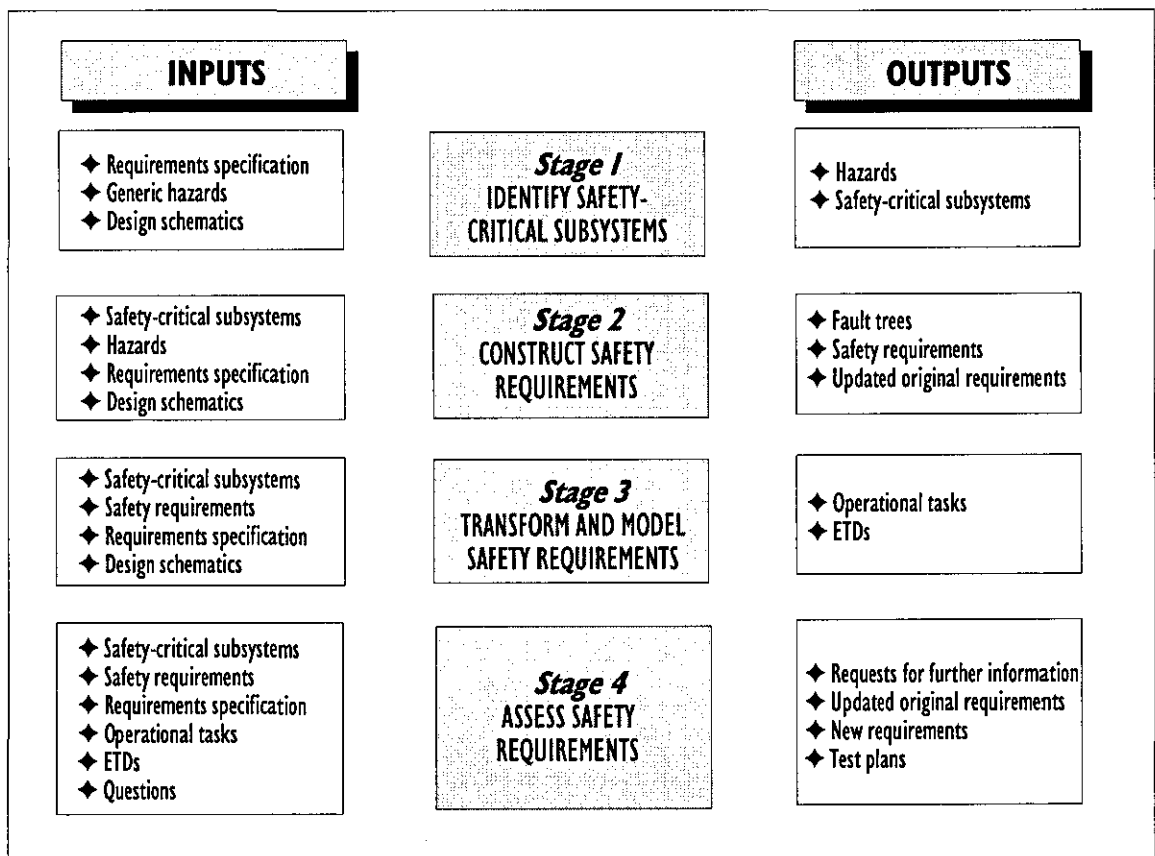 INPUTS
OUTPUTS
✦ Requirements specification
✦ Generic hazards
✦ Design schematics
Stage 1
IDENTIFY SAFETY-
CRITICAL SUBSYSTEMS
✦ Hazards
✦ Safety-critical subsystems
✦ Safety-critical subsystems
✦ Hazards
✦ Requirements specification
✦ Design schematics
Stage 2
CONSTRUCT SAFETY
REQUIREMENTS
✦ Fault trees
✦ Safety requirements
✦ Updated original requirements
✦ Safety-critical subsystems
✦ Safety requirements
✦ Requirements specification
✦ Design schematics
Stage 3
TRANSFORM AND MODEL
SAFETY REQUIREMENTS
✦ Operational tasks
✦ ETDs
✦ Safety-critical subsystems
✦ Safety requirements
✦ Requirements specification
✦ Operational tasks
✦ ETDs
✦ Questions
Stage 4
ASSESS SAFETY
REQUIREMENTS
✦ Requests for further information
✦ Updated original requirements
✦ New requirements
✦ Test plans